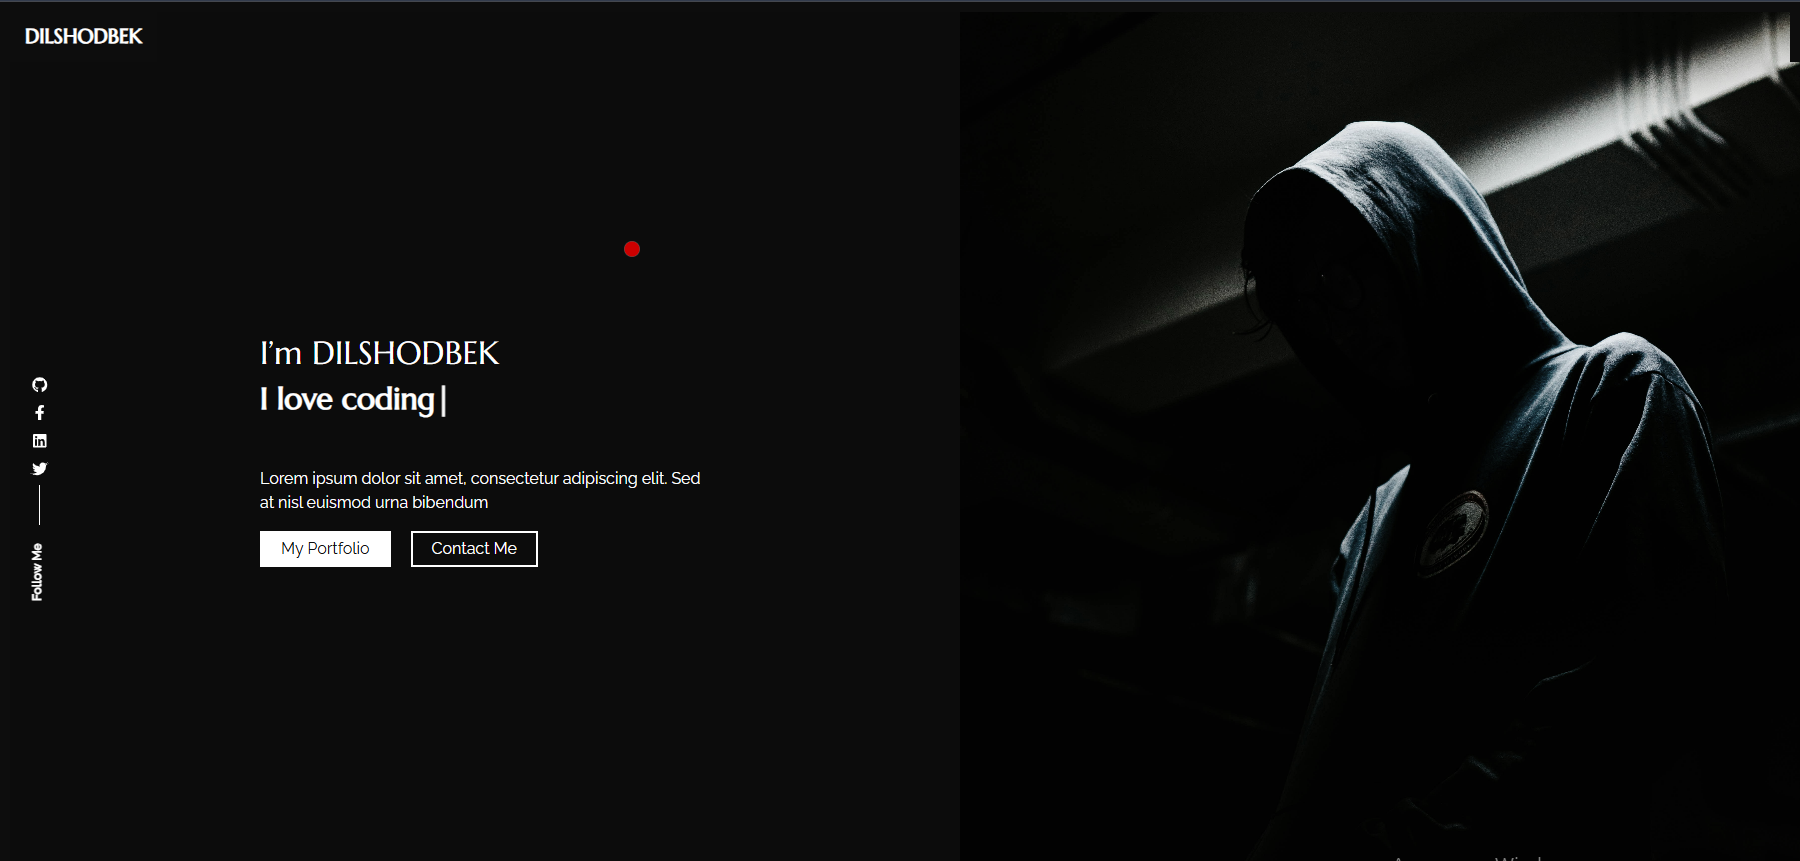 DILSHODBEK
I'm DILSHODBEK
I love coding|
Lorem ipsum dolor sit amet, consectetur adipiscing elit. Sed
at nisl euismod urna bibendum
My Portfolio
Contact Me
Follow Me